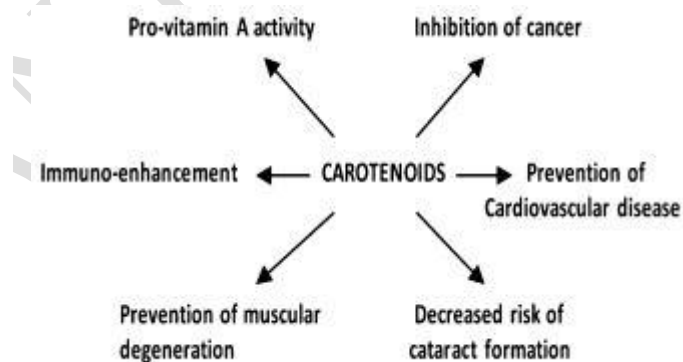 Pro-vitamin A activity
Inhibition of cancer
Immuno-enhancement
CAROTENOIDS
Prevention of
Cardiovascular disease
Prevention of muscular
degeneration
Decreased risk of
cataract formation